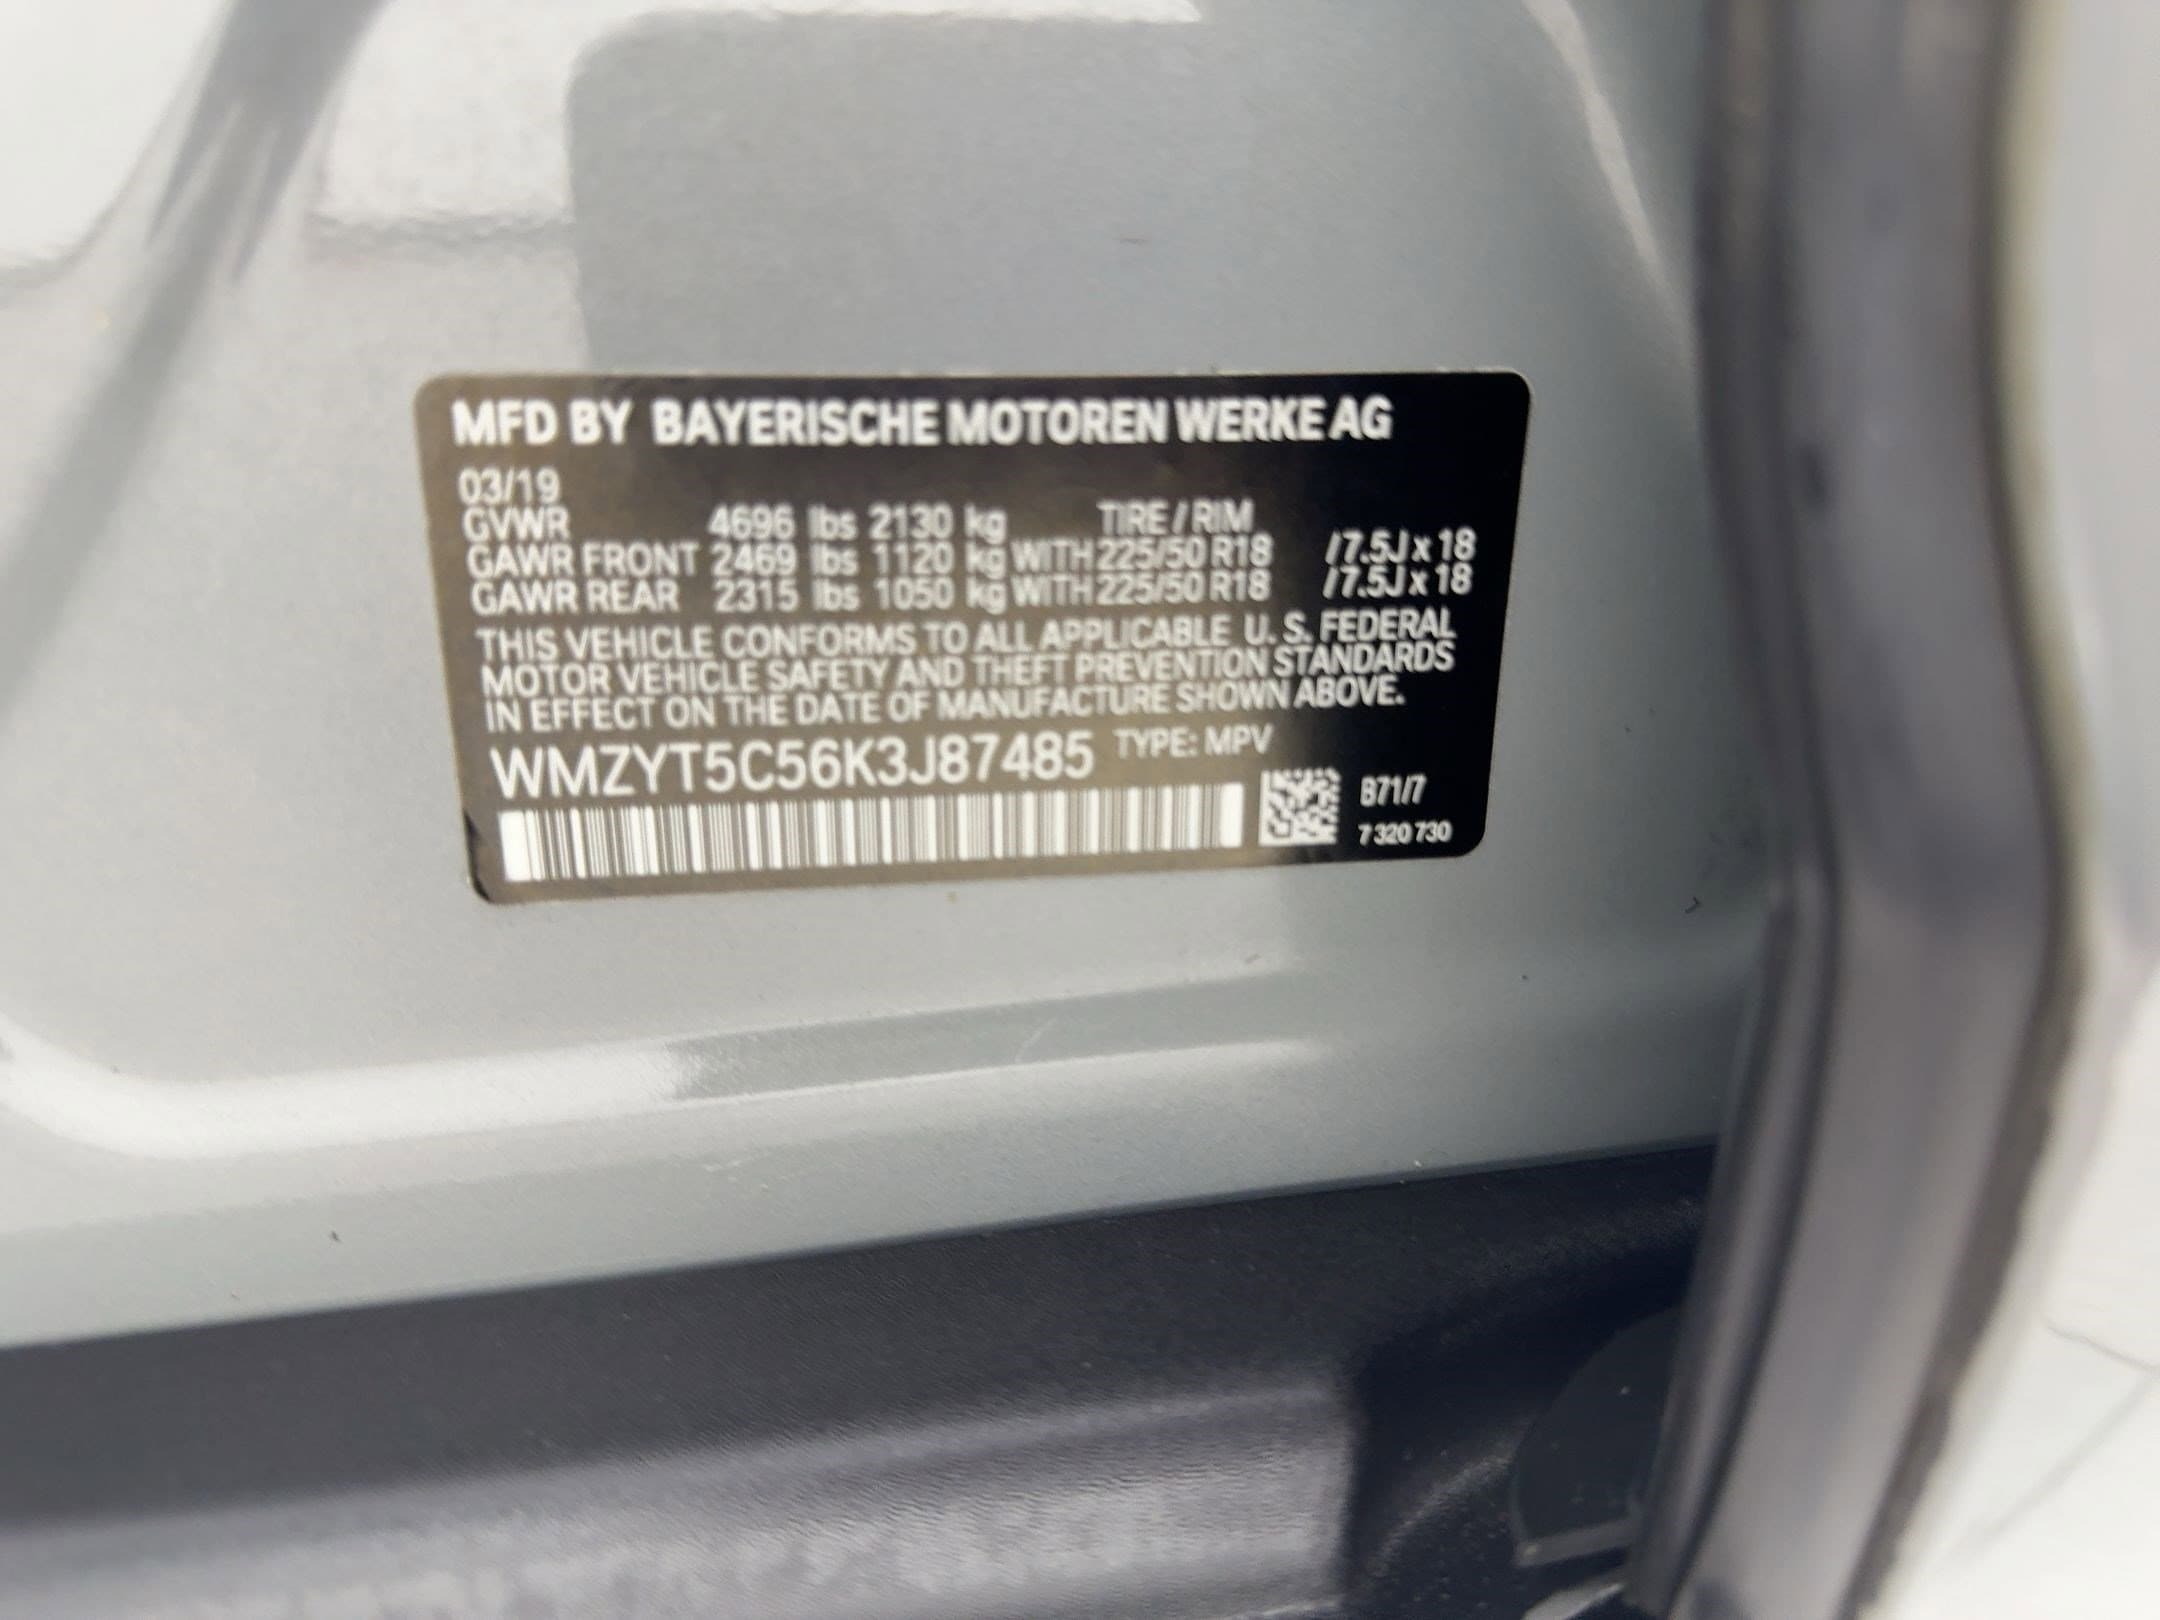 MFD BY BAYERISCHE MOTOREN WERKE AG
03/19
GVWR 4696 lbs 2130 kg TIRE / RIM
GAWR FRONT 2469 lbs 1120 kg WITH 225/50 R18 /7.5J x 18
GAWR REAR 2315 lbs 1050 kg WITH 225/50 R18 /7.5J x 18
THIS VEHICLE CONFORMS TO ALL APPLICABLE U. S. FEDERAL
MOTOR VEHICLE SAFETY AND THEFT PREVENTION STANDARDS
IN EFFECT ON THE DATE OF MANUFACTURE SHOWN ABOVE.
WMZYT5C56K3J87485 TYPE: MPV
B71/7
7 320 730